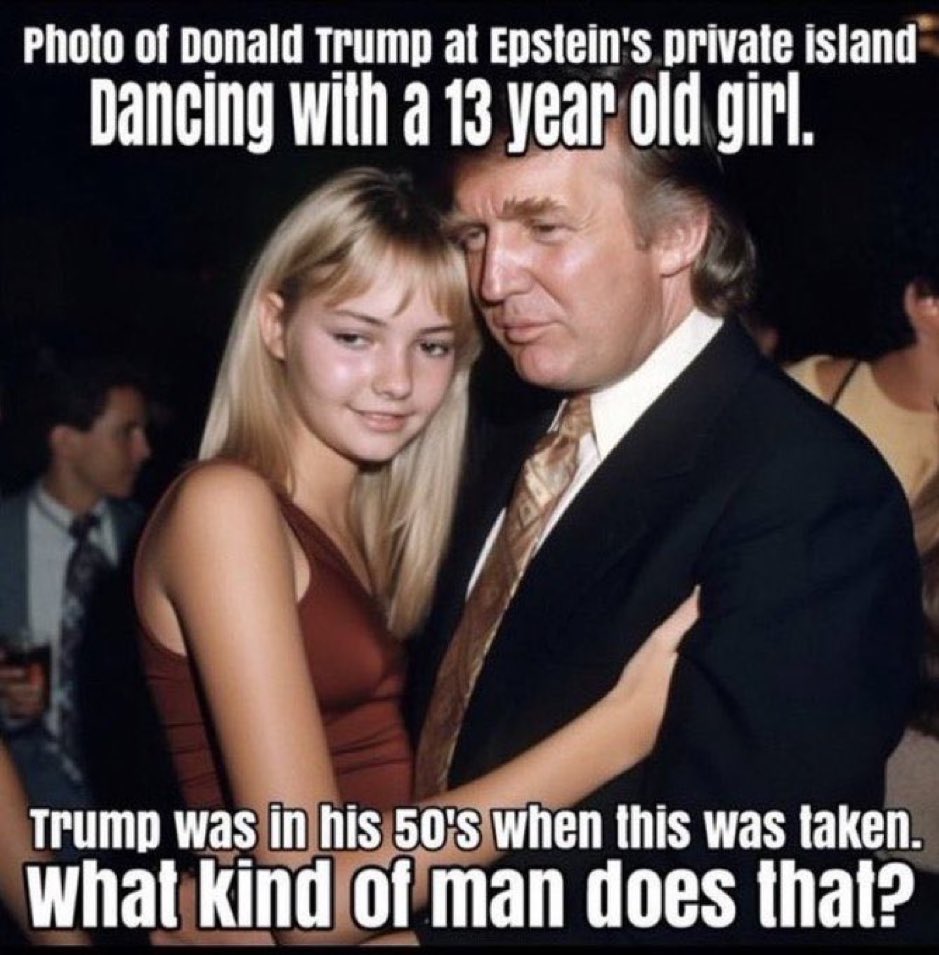 Photo of Donald Trump at Epstein's private island
Dancing with a 13 year old girl.
Trump was in his 50's when this was taken.
What kind of man does that?